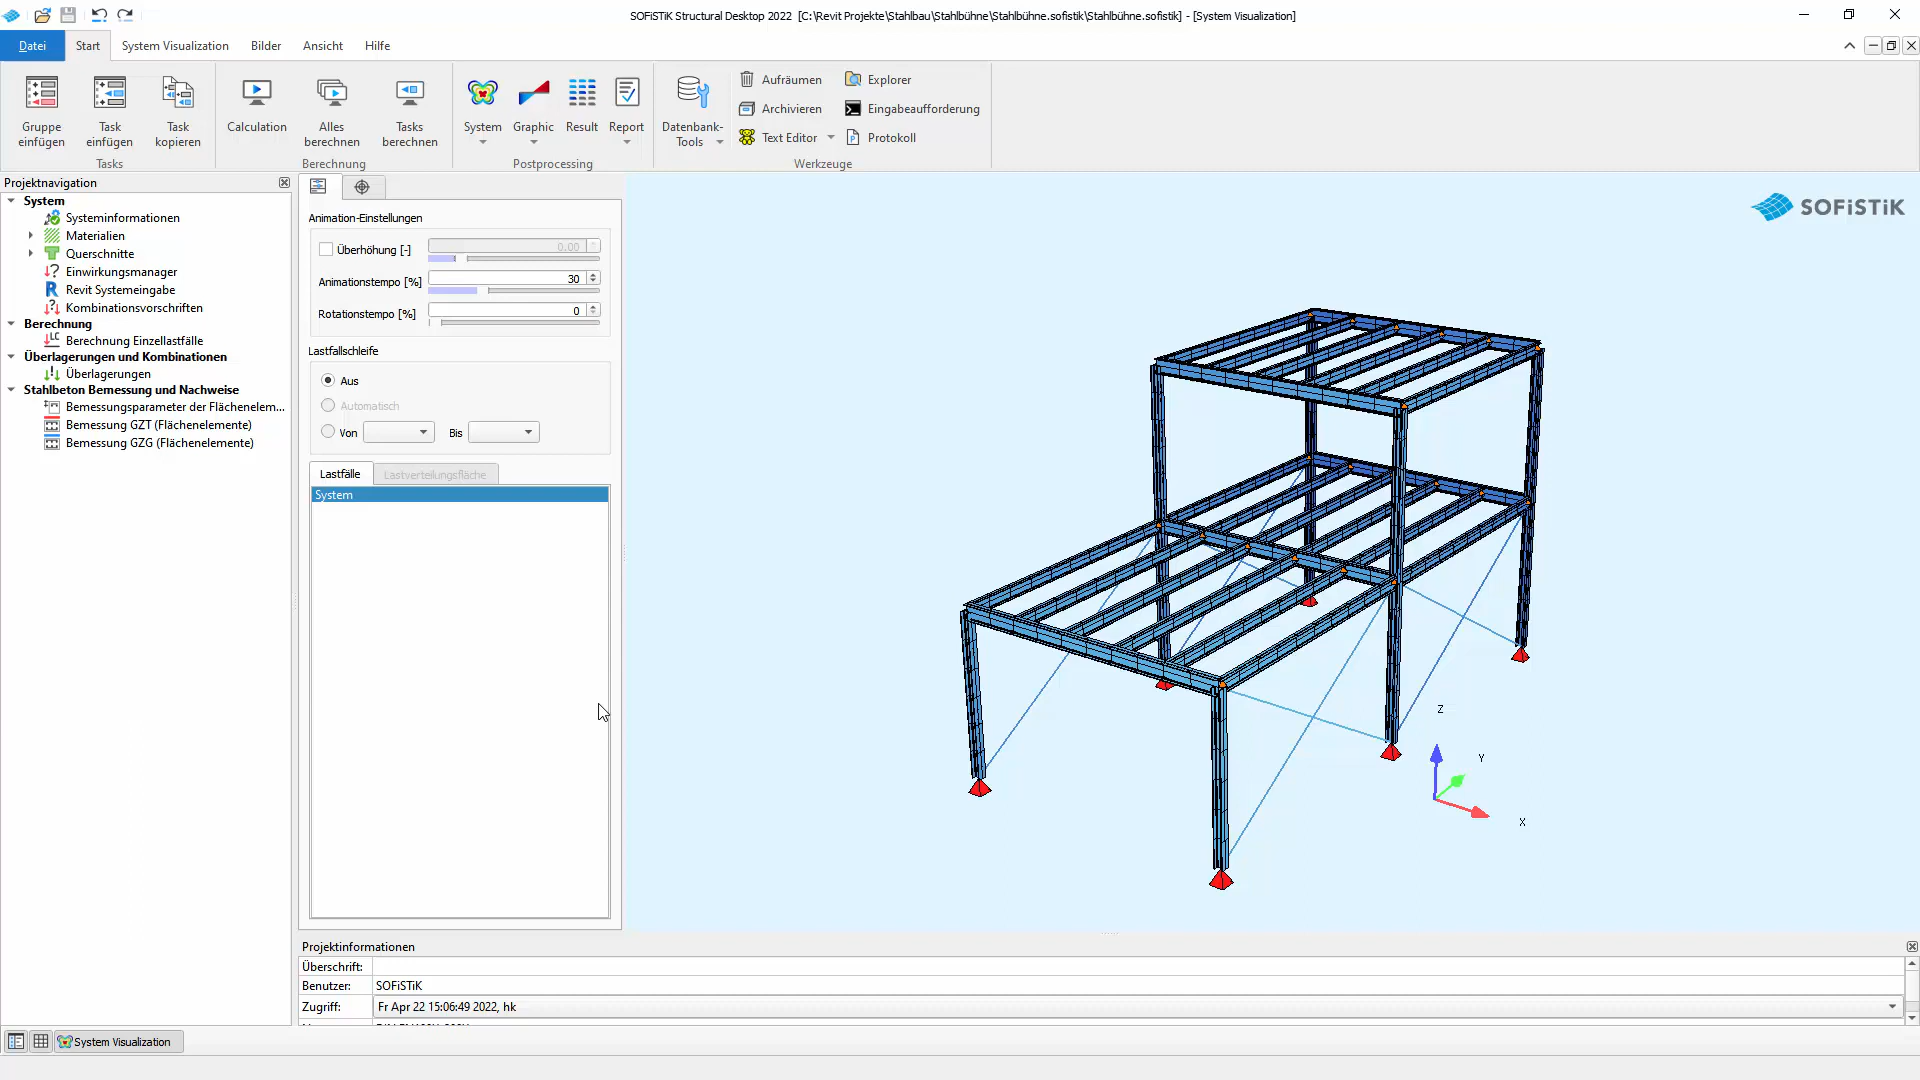 SOFiSTiK Structural Desktop 2022 [C:\Revit Projekte\Stahlbau\Stahlbühne\Stahlbühne.sofistik\Stahlbühne.sofistik] - [System Visualization]
Datei Start System Visualization Bilder Ansicht Hilfe
Gruppe einfügen
Task einfügen
Task kopieren
Tasks
Calculation
Alles berechnen
Tasks berechnen
Berechnung
System
Graphic
Result
Report
Postprocessing
Datenbank-Tools
Aufräumen
Archivieren
Text Editor
Explorer
Eingabeaufforderung
Protokoll
Werkzeuge
Projektnavigation
System
Systeminformationen
Materialien
Querschnitte
Einwirkungsmanager
Revit Systemeingabe
Kombinationsvorschriften
Berechnung
Berechnung Einzellastfälle
Überlagerungen und Kombinationen
Überlagerungen
Stahlbeton Bemessung und Nachweise
Bemessungsparameter der Flächenelem...
Bemessung GZT (Flächenelemente)
Bemessung GZG (Flächenelemente)
Animation-Einstellungen
Überhöhung [-] 0.00
Animationstempo [%] 30
Rotationstempo [%] 0
Lastfallschleife
Aus
Automatisch
Von Bis
Lastfälle Lastverteilungsfläche
System
SOFiSTiK
Z
Y
X
Projektinformationen
Überschrift:
Benutzer: SOFiSTiK
Zugriff: Fr Apr 22 15:06:49 2022, hk
System Visualization